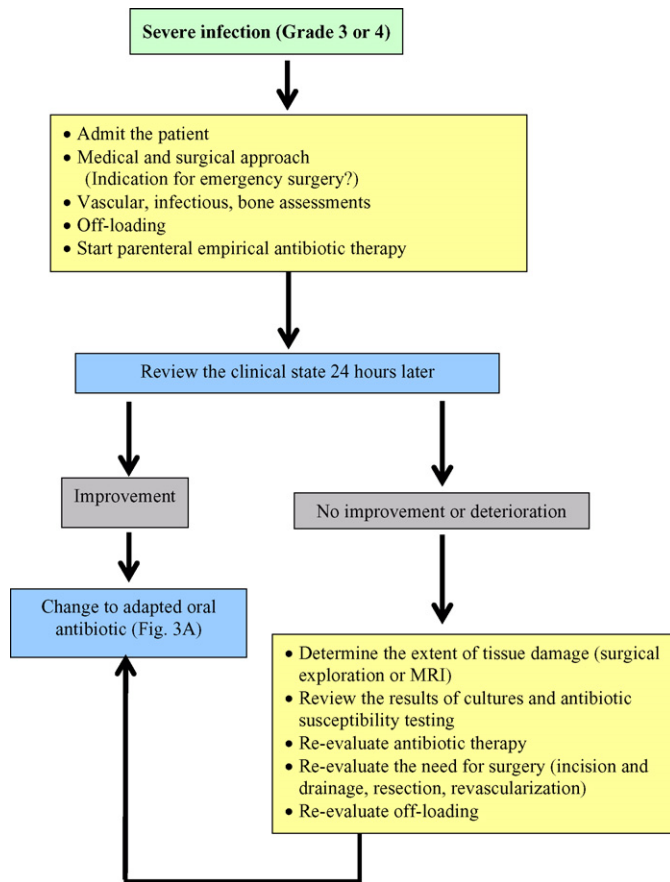 Severe infection (Grade 3 or 4)
• Admit the patient
• Medical and surgical approach
(Indication for emergency surgery?)
• Vascular, infectious, bone assessments
• Off-loading
• Start parenteral empirical antibiotic therapy
Review the clinical state 24 hours later
Improvement
No improvement or deterioration
Change to adapted oral
antibiotic (Fig. 3A)
• Determine the extent of tissue damage (surgical
exploration or MRI)
• Review the results of cultures and antibiotic
susceptibility testing
• Re-evaluate antibiotic therapy
• Re-evaluate the need for surgery (incision and
drainage, resection, revascularization)
• Re-evaluate off-loading